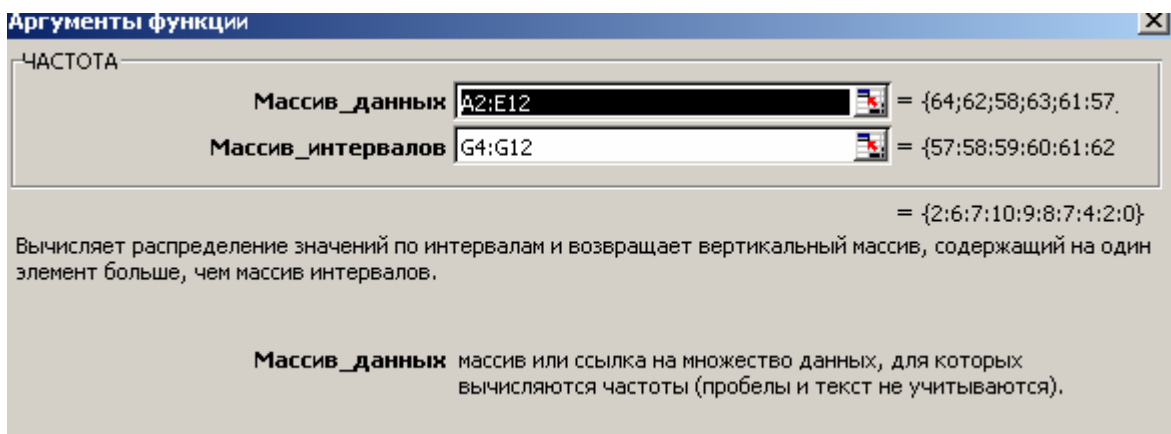 Аргументы функции
ЧАСТОТА
Массив_данных A2:E12 = {64;62;58;63;61:57
Массив_интервалов G4:G12 = {57:58:59:60:61:62
= {2:6:7:10:9:8:7:4:2:0}
Вычисляет распределение значений по интервалам и возвращает вертикальный массив, содержащий на один
элемент больше, чем массив интервалов.
Массив_данных массив или ссылка на множество данных, для которых
вычисляются частоты (пробелы и текст не учитываются).